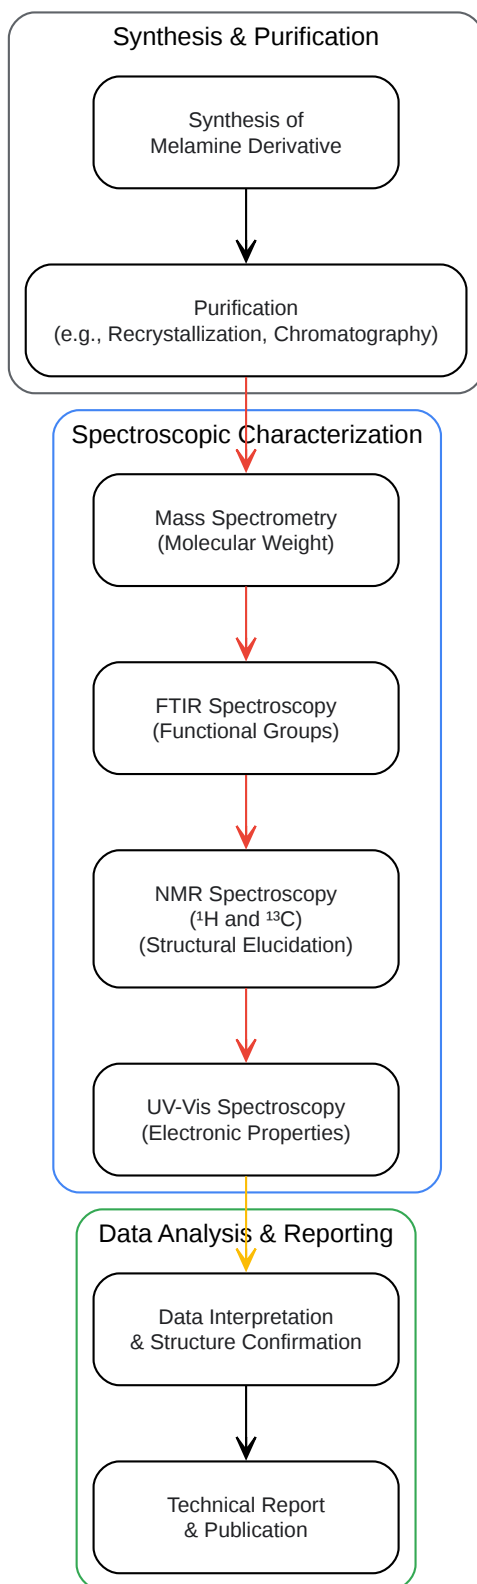 Synthesis & Purification
Synthesis of
Melamine Derivative
Purification
(e.g., Recrystallization, Chromatography)
Spectroscopic Characterization
Mass Spectrometry
(Molecular Weight)
FTIR Spectroscopy
(Functional Groups)
NMR Spectroscopy
(¹H and ¹³C)
(Structural Elucidation)
UV-Vis Spectroscopy
(Electronic Properties)
Data Analysis & Reporting
Data Interpretation
& Structure Confirmation
Technical Report
& Publication